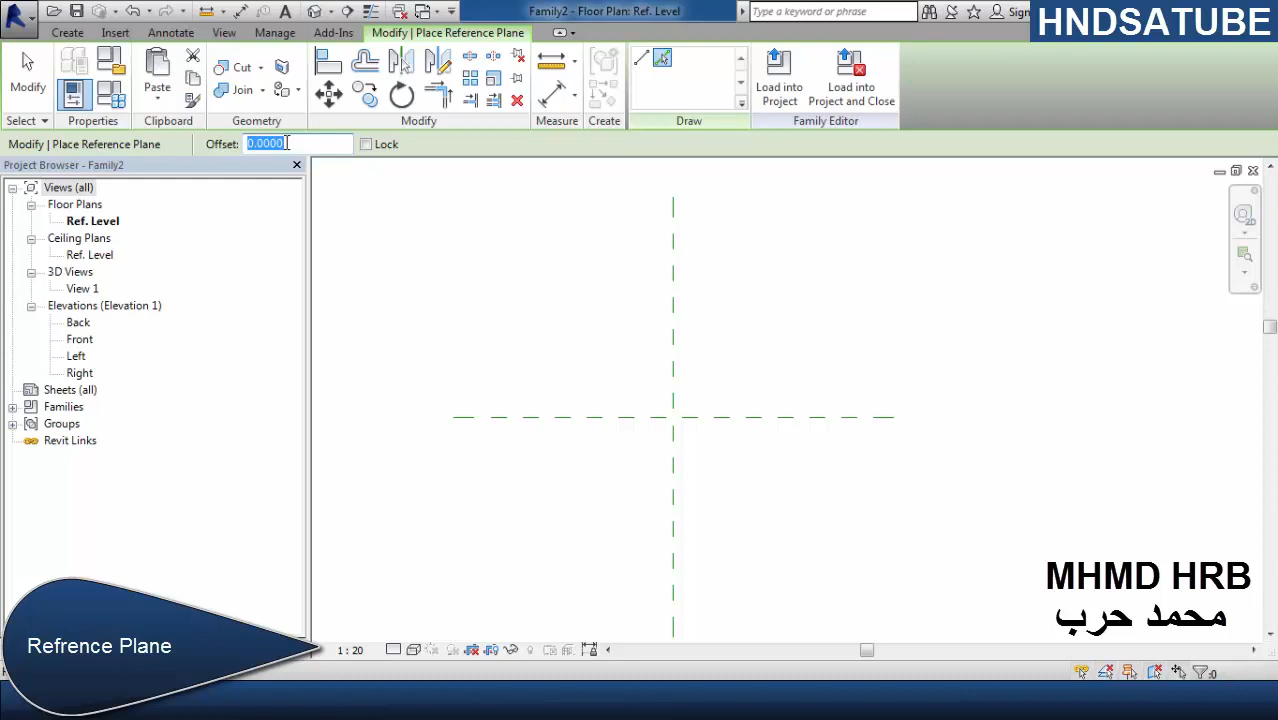 Family2 - Floor Plan: Ref. Level
Type a keyword or phrase
Sign
HNDSATUBE
Create
Insert
Annotate
View
Manage
Add-Ins
Modify | Place Reference Plane
Modify
Paste
Cut
Join
Load into
Project
Load into
Project and Close
Select
Properties
Clipboard
Geometry
Modify
Measure
Create
Draw
Family Editor
Modify | Place Reference Plane
Offset:
0.0000
Lock
Project Browser - Family2
Views (all)
Floor Plans
Ref. Level
Ceiling Plans
Ref. Level
3D Views
View 1
Elevations (Elevation 1)
Back
Front
Left
Right
Sheets (all)
Families
Groups
Revit Links
2D
MHMD HRB
محمد حرب
Refrence Plane
1 : 20
:0